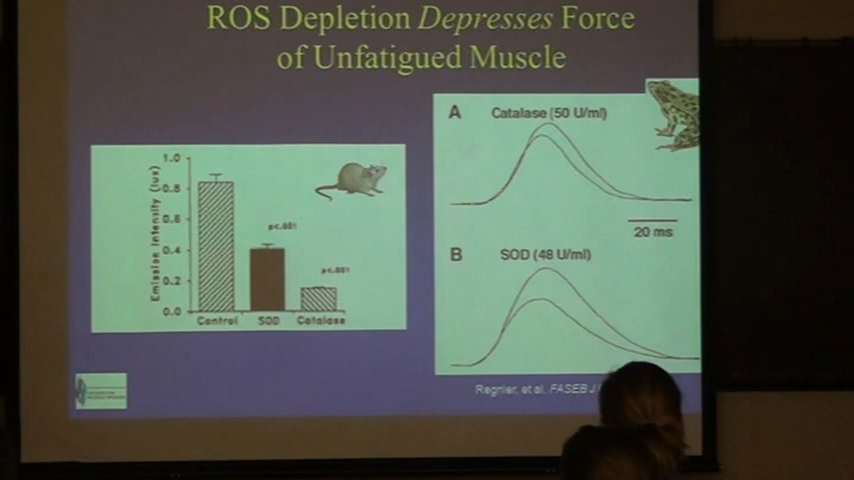 ROS Depletion Depresses Force
of Unfatigued Muscle
Emission Intensity (lux)
1.0
0.8
0.6
0.4
0.2
0.0
p<.001
p<.001
Control SOD Catalase
A Catalase (50 U/ml)
20 ms
B SOD (48 U/ml)
Regnier, et al. FASEB J